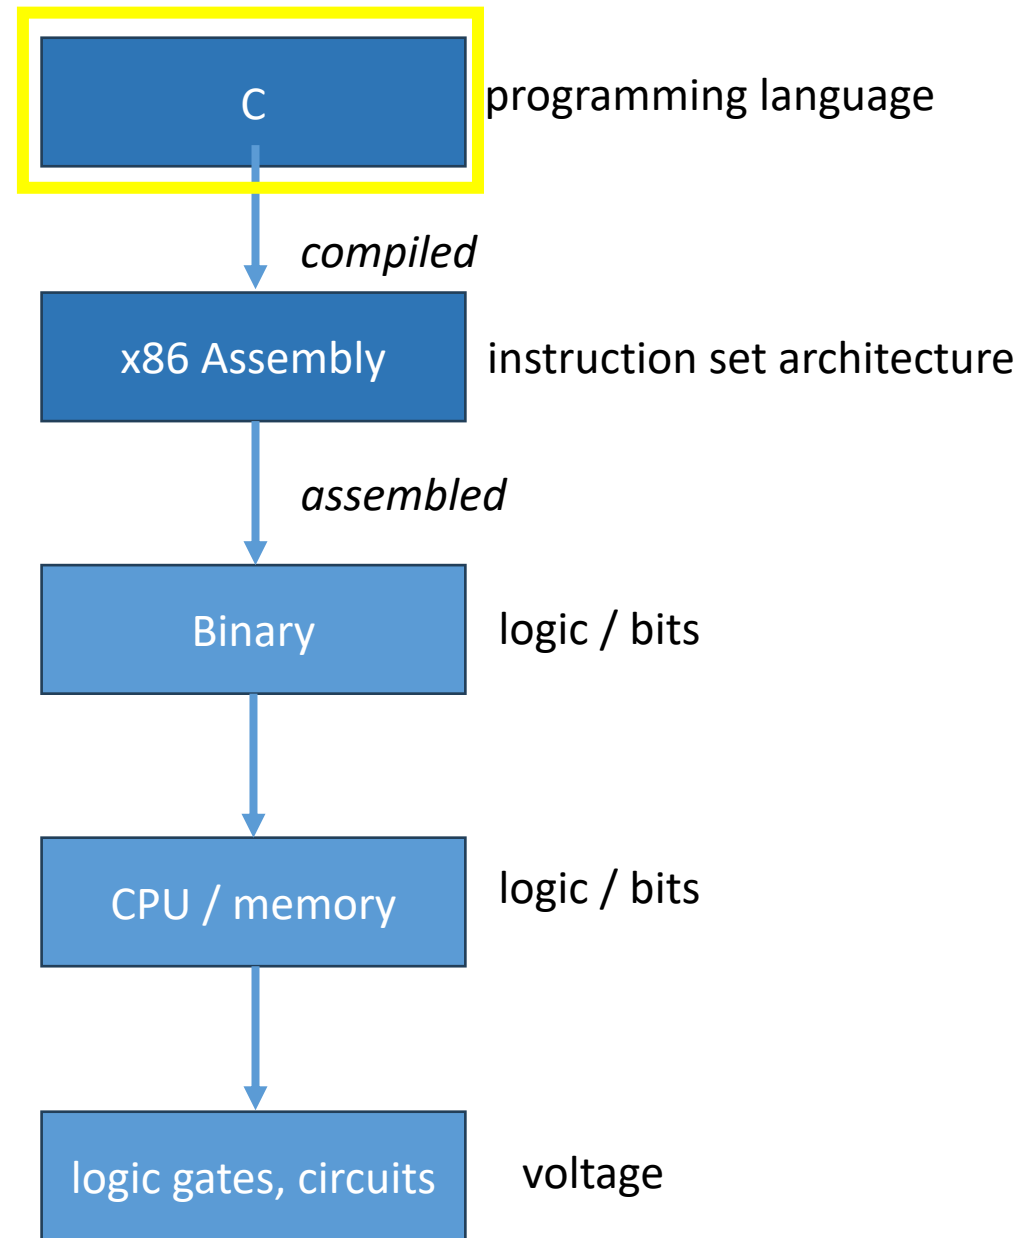 C
programming language
compiled
x86 Assembly
instruction set architecture
assembled
Binary
logic / bits
CPU / memory
logic / bits
logic gates, circuits
voltage